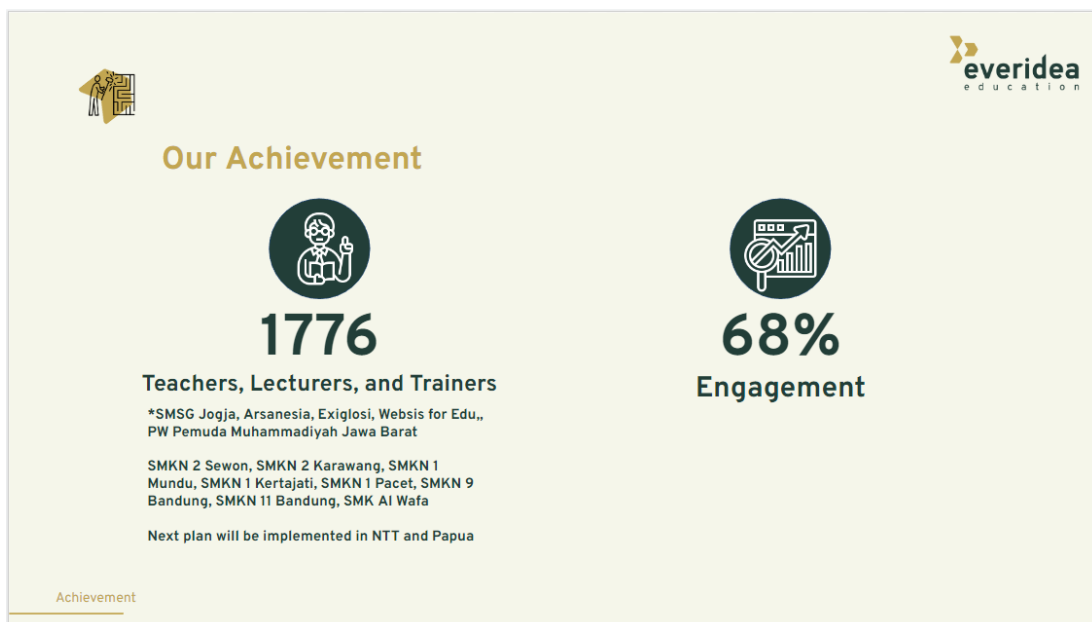 everidea
education
Our Achievement
1776
Teachers, Lecturers, and Trainers
*SMSG Jogja, Arsanesia, Exiglosi, Websis for Edu,,
PW Pemuda Muhammadiyah Jawa Barat
SMKN 2 Sewon, SMKN 2 Karawang, SMKN 1
Mundu, SMKN 1 Kertajati, SMKN 1 Pacet, SMKN 9
Bandung, SMKN 11 Bandung, SMK Al Wafa
Next plan will be implemented in NTT and Papua
68%
Engagement
Achievement